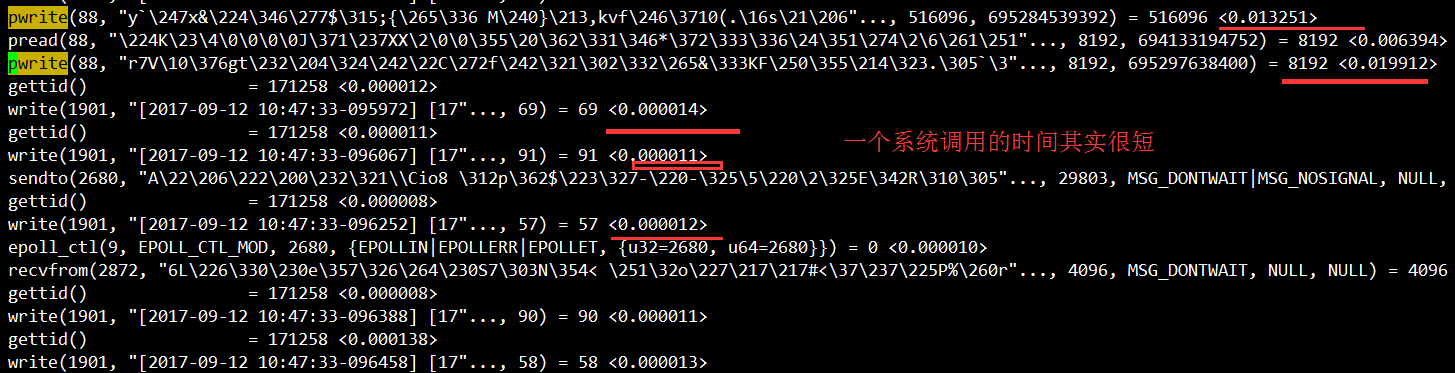 pwrite(88, "y`\247x&\224\346\277$\315;{\265\336 M\240}\213,kvf\246\3710(.\16s\21\206"..., 516096, 695284539392) = 516096 <0.013251>
pread(88, "\224K\23\4\0\0\0\0J\371\237XX\2\0\0\355\20\362\331\346*\372\333\336\24\351\274\2\6\261\251"..., 8192, 694133194752) = 8192 <0.006394>
pwrite(88, "r7V\10\376gt\232\204\324\242\22C\272f\242\321\302\332\265&\333KF\250\355\214\323.\305`\3"..., 8192, 695297638400) = 8192 <0.019912>
gettid() = 171258 <0.000012>
write(1901, "[2017-09-12 10:47:33-095972] [17"..., 69) = 69 <0.000014>
gettid() = 171258 <0.000011>
write(1901, "[2017-09-12 10:47:33-096067] [17"..., 91) = 91 <0.000011>
一个系统调用的时间其实很短
sendto(2680, "A\22\206\222\200\232\321\\Cio8 \312p\362$\223\327-\220-\325\5\220\2\325E\342R\310\305"..., 29803, MSG_DONTWAIT|MSG_NOSIGNAL, NULL,
gettid() = 171258 <0.000008>
write(1901, "[2017-09-12 10:47:33-096252] [17"..., 57) = 57 <0.000012>
epoll_ctl(9, EPOLL_CTL_MOD, 2680, {EPOLLIN|EPOLLERR|EPOLLET, {u32=2680, u64=2680}}) = 0 <0.000010>
recvfrom(2872, "6L\226\330\230e\357\326\264\230S7\303N\354< \251\32o\227\217\217#<\37\237\225P%\260r"..., 4096, MSG_DONTWAIT, NULL, NULL) = 4096
gettid() = 171258 <0.000008>
write(1901, "[2017-09-12 10:47:33-096388] [17"..., 90) = 90 <0.000011>
gettid() = 171258 <0.000138>
write(1901, "[2017-09-12 10:47:33-096458] [17"..., 58) = 58 <0.000013>